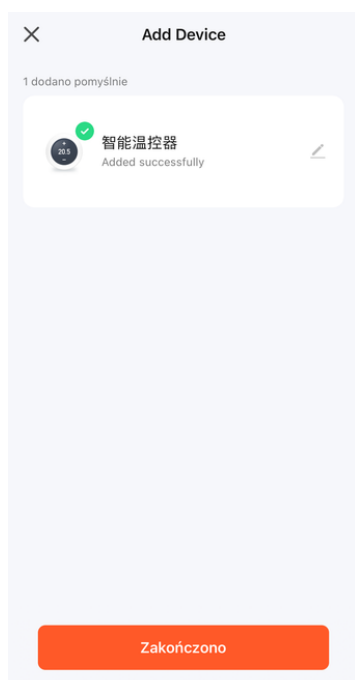 Add Device
1 dodano pomyślnie
20.5
智能温控器
Added successfully
Zakończono